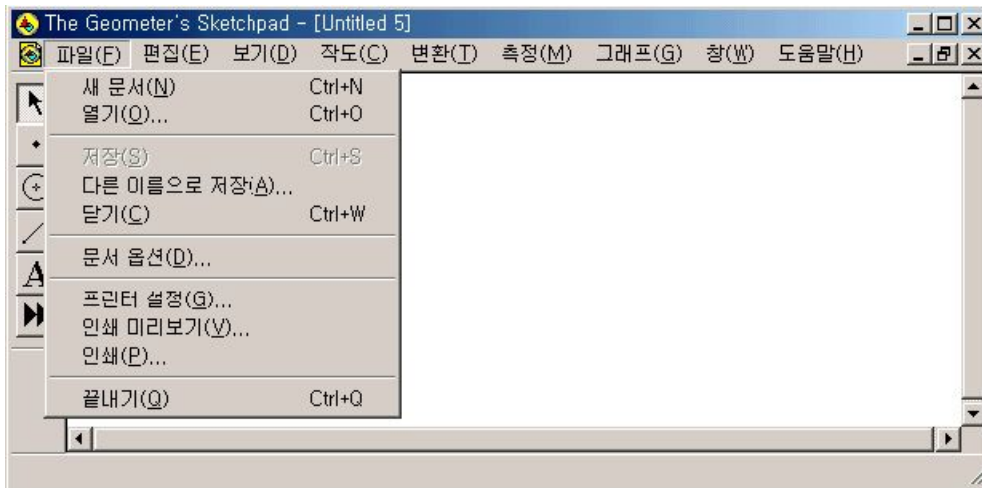 The Geometer's Sketchpad - [Untitled 5]
파일(F) 편집(E) 보기(D) 작도(C) 변환(T) 측정(M) 그래프(G) 창(W) 도움말(H)
새 문서(N) Ctrl+N
열기(O)... Ctrl+O
저장(S) Ctrl+S
다른 이름으로 저장(A)...
닫기(C) Ctrl+W
문서 옵션(D)...
프린터 설정(G)...
인쇄 미리보기(V)...
인쇄(P)...
끝내기(Q) Ctrl+Q
A